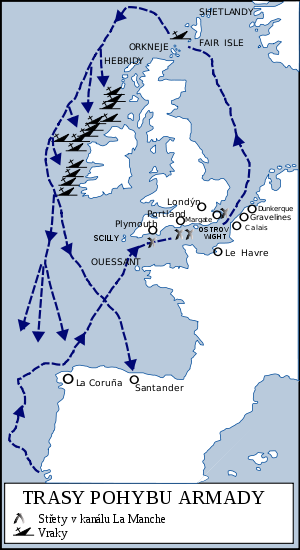 SHETLANDY
ORKNEJE
FAIR ISLE
HEBRIDY
Londýn
Portland
Margate
Dunkerque
Gravelines
Calais
Plymouth
OSTROV
WIGHT
SCILLY
Le Havre
OUESSANT
La Coruña
Santander
TRASY POHYBU ARMADY
Střety v kanálu La Manche
Vraky